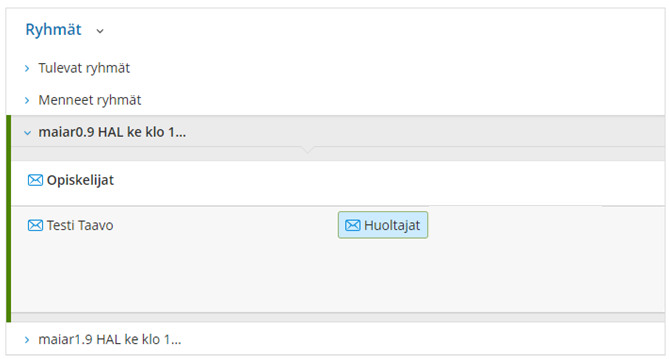 Ryhmät
Tulevat ryhmät
Menneet ryhmät
maiar0.9 HAL ke klo 1...
Opiskelijat
Testi Taavo Huoltajat
maiar1.9 HAL ke klo 1...